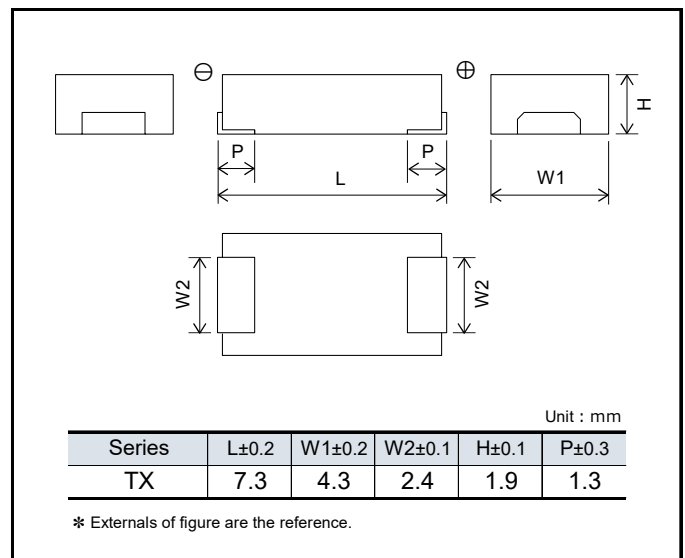 ⊖ ⊕
H
P P
L W1
W2 W2
Unit : mm
Series L±0.2 W1±0.2 W2±0.1 H±0.1 P±0.3
TX 7.3 4.3 2.4 1.9 1.3
✻ Externals of figure are the reference.